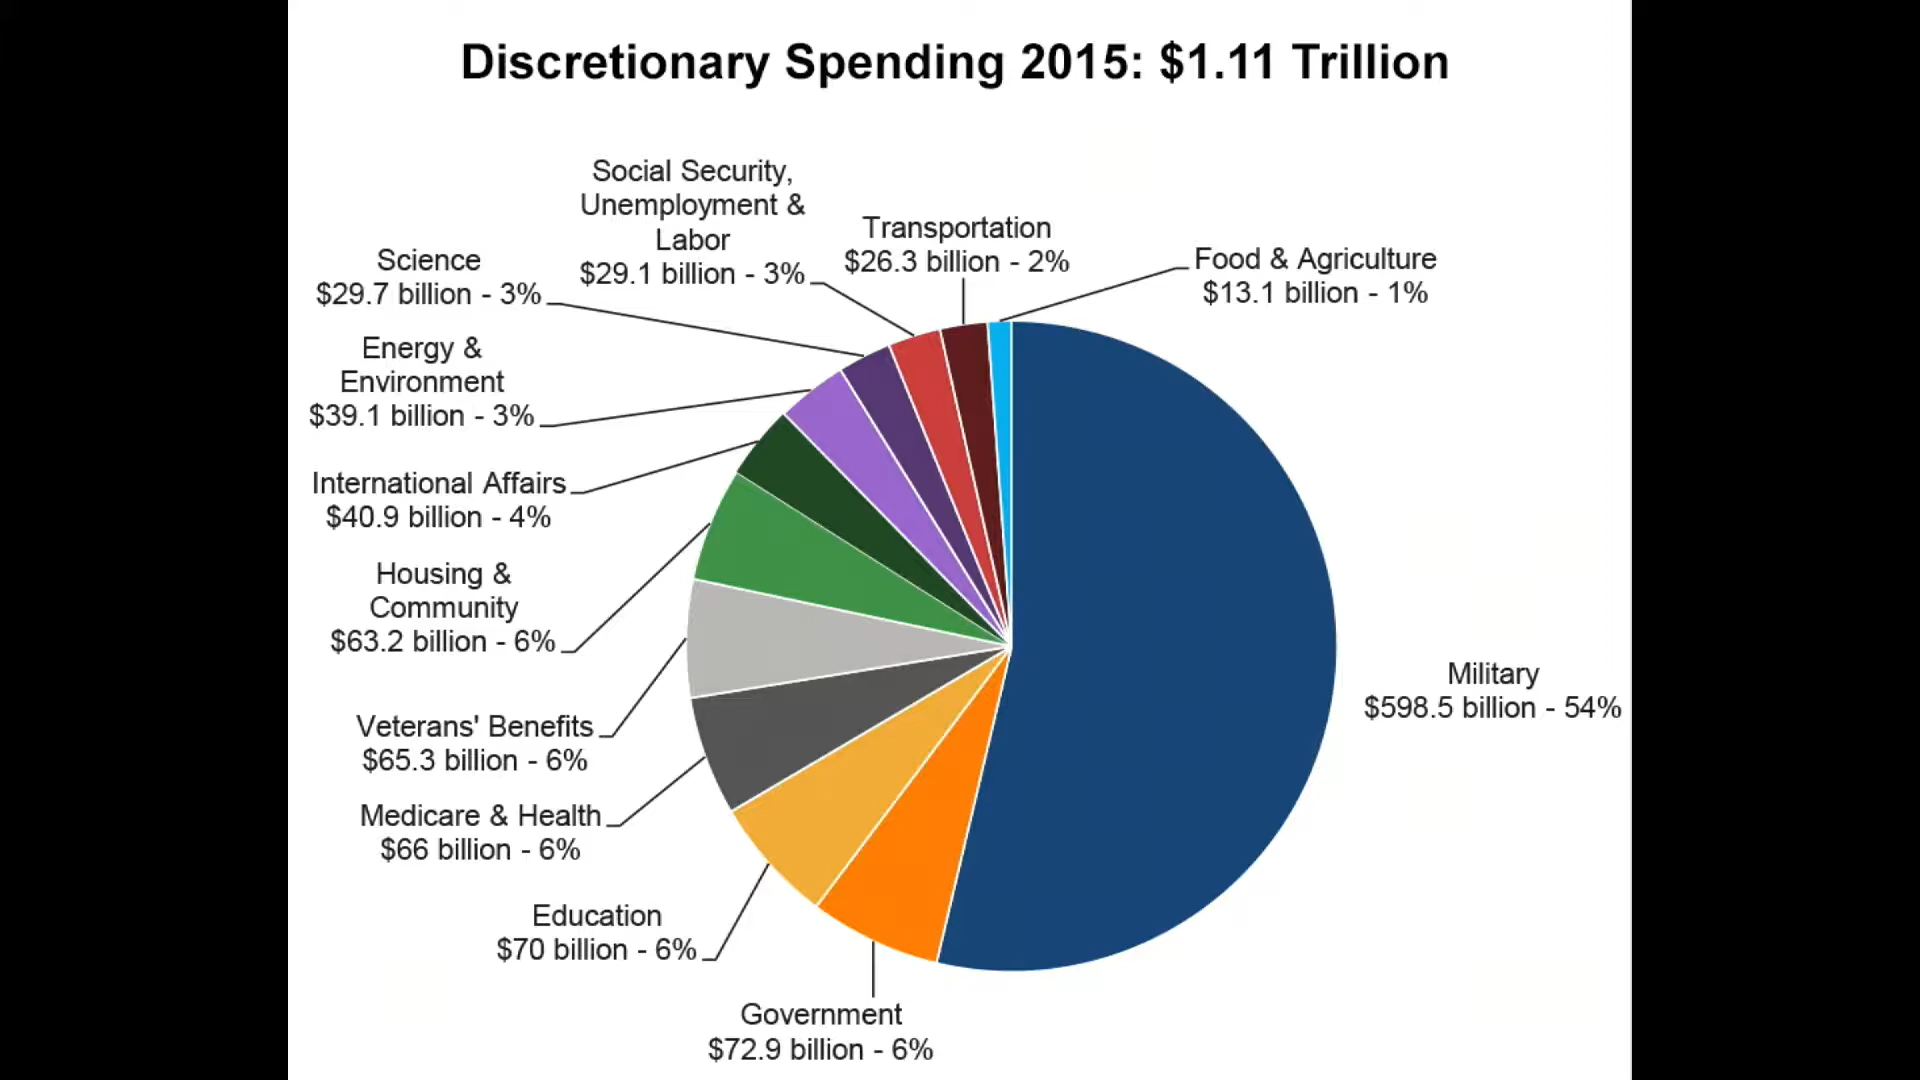 Discretionary Spending 2015: $1.11 Trillion
Social Security,
Unemployment &
Labor
$29.1 billion - 3%
Transportation
$26.3 billion - 2%
Food & Agriculture
$13.1 billion - 1%
Science
$29.7 billion - 3%
Energy &
Environment
$39.1 billion - 3%
International Affairs
$40.9 billion - 4%
Housing &
Community
$63.2 billion - 6%
Military
$598.5 billion - 54%
Veterans' Benefits
$65.3 billion - 6%
Medicare & Health
$66 billion - 6%
Education
$70 billion - 6%
Government
$72.9 billion - 6%